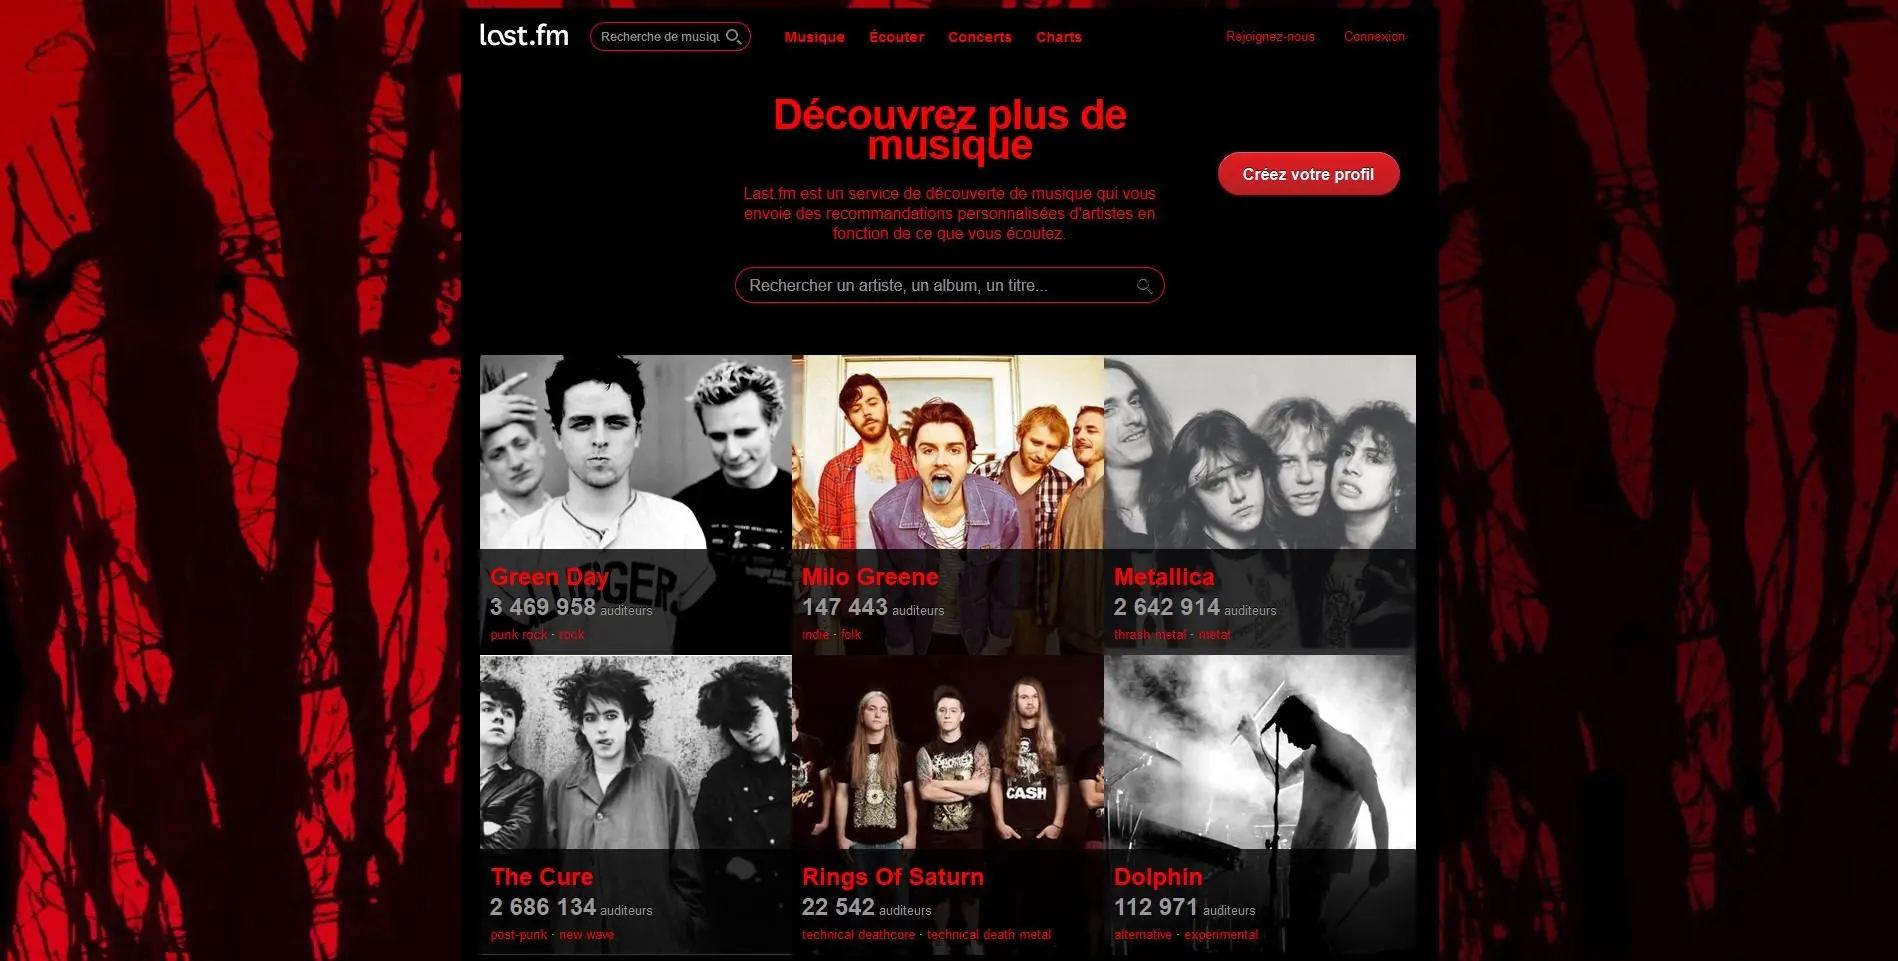 last.fm
Recherche de musiqu
Musique
Écouter
Concerts
Charts
Rejoignez-nous
Connexion
Découvrez plus de
musique
Last.fm est un service de découverte de musique qui vous
envoie des recommandations personnalisées d'artistes en
fonction de ce que vous écoutez.
Créez votre profil
Rechercher un artiste, un album, un titre...
Green Day
3 469 958 auditeurs
punk rock · rock
Milo Greene
147 443 auditeurs
indie · folk
Metallica
2 642 914 auditeurs
thrash metal · metal
The Cure
2 686 134 auditeurs
post-punk · new wave
CASH
Rings Of Saturn
22 542 auditeurs
technical deathcore · technical death metal
Dolphin
112 971 auditeurs
alternative · experimental